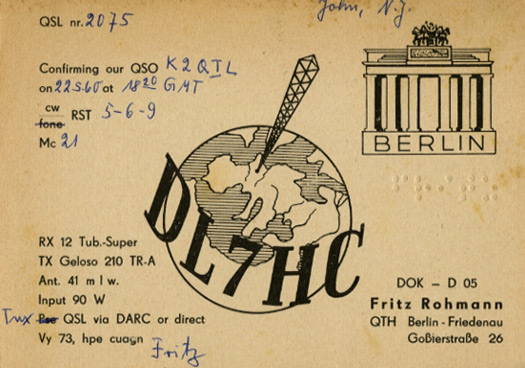 John, N.J.
QSL nr. 2075
Confirming our QSO K2QTL
on 22.5.60 at 18²⁰ GMT
cw
fone RST 5-6-9
Mc 21
BERLIN
DL7HC
RX 12 Tub.-Super
TX Geloso 210 TR-A
Ant. 41 m l w.
Input 90 W
Tnx Pse QSL via DARC or direct
Vy 73, hpe cuagn
Fritz
DOK - D 05
Fritz Rohmann
QTH Berlin-Friedenau
Goßlerstraße 26